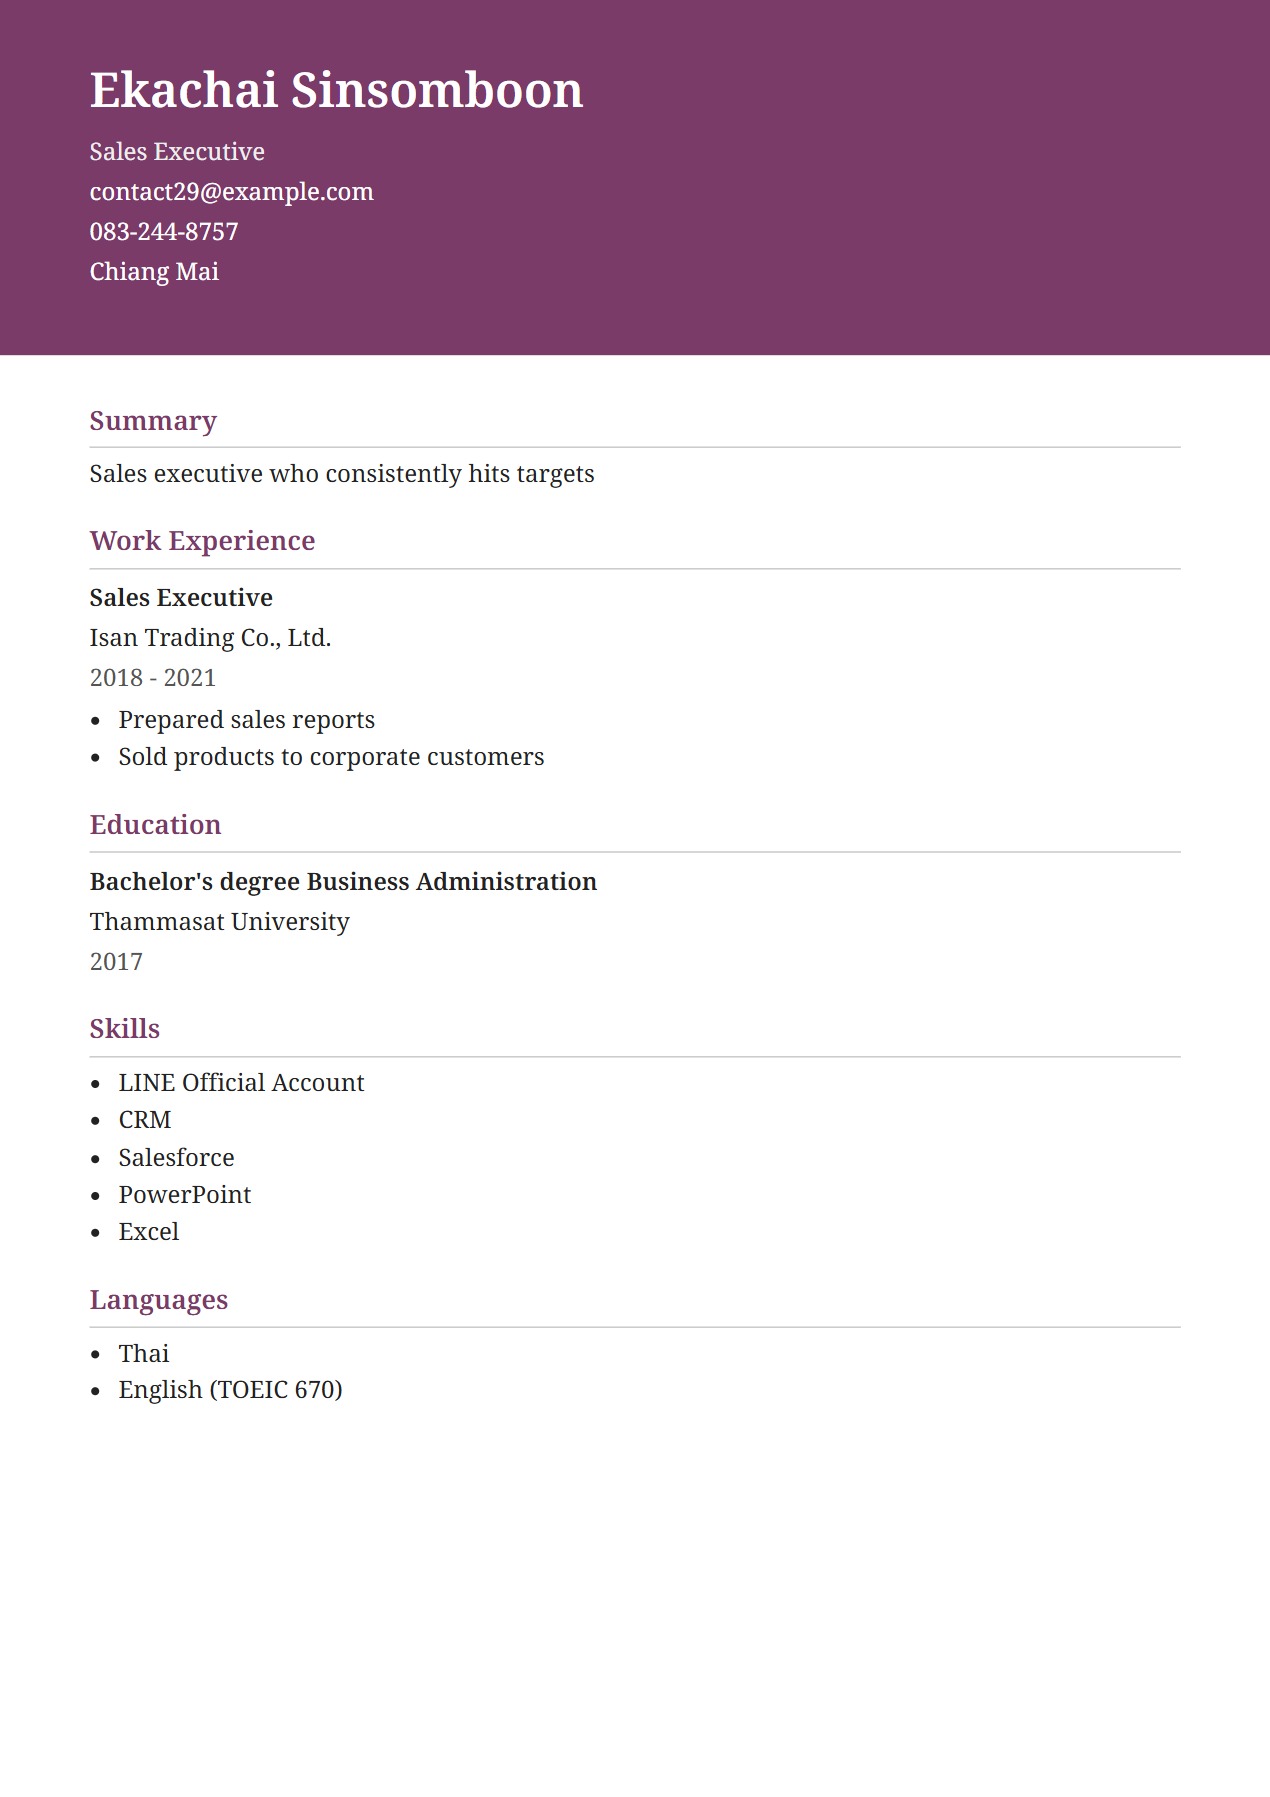 Ekachai Sinsomboon
Sales Executive
contact29@example.com
083-244-8757
Chiang Mai
Summary
Sales executive who consistently hits targets
Work Experience
Sales Executive
Isan Trading Co., Ltd.
2018 - 2021
• Prepared sales reports
• Sold products to corporate customers
Education
Bachelor's degree Business Administration
Thammasat University
2017
Skills
• LINE Official Account
• CRM
• Salesforce
• PowerPoint
• Excel
Languages
• Thai
• English (TOEIC 670)